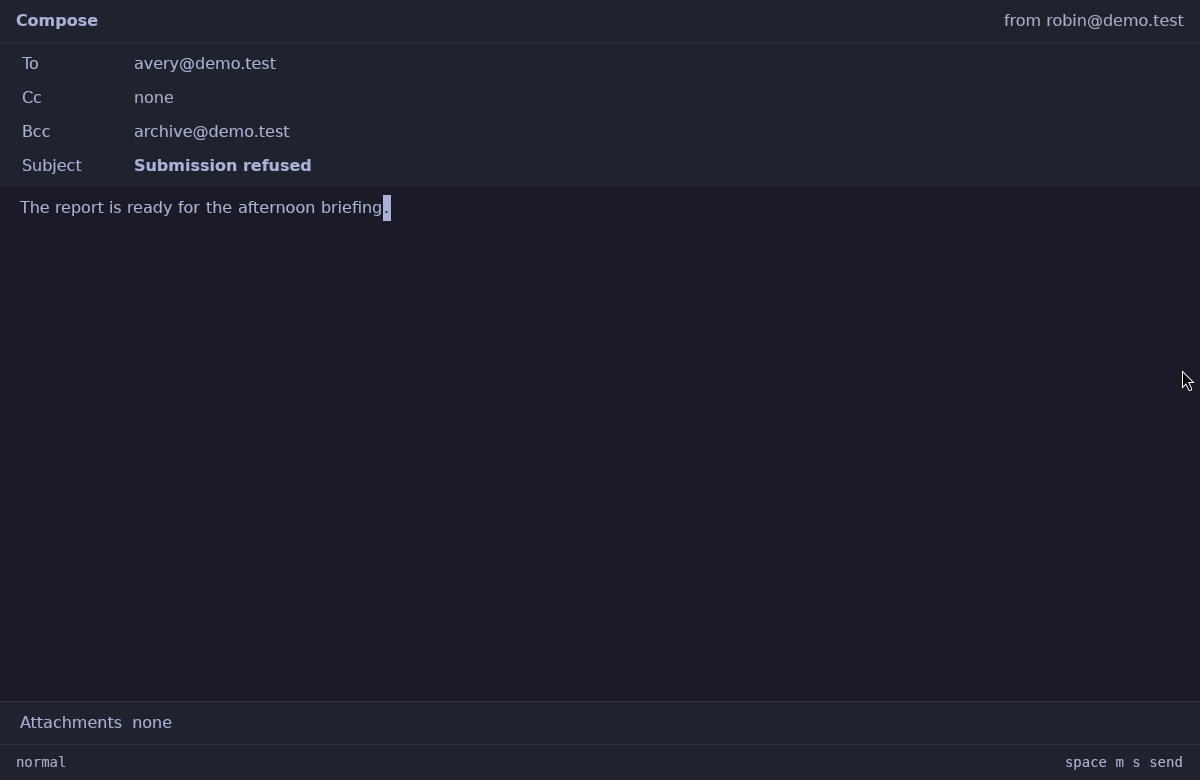 Compose from robin@demo.test
To avery@demo.test
Cc none
Bcc archive@demo.test
Subject Submission refused
The report is ready for the afternoon briefing.
Attachments none
normal space m s send